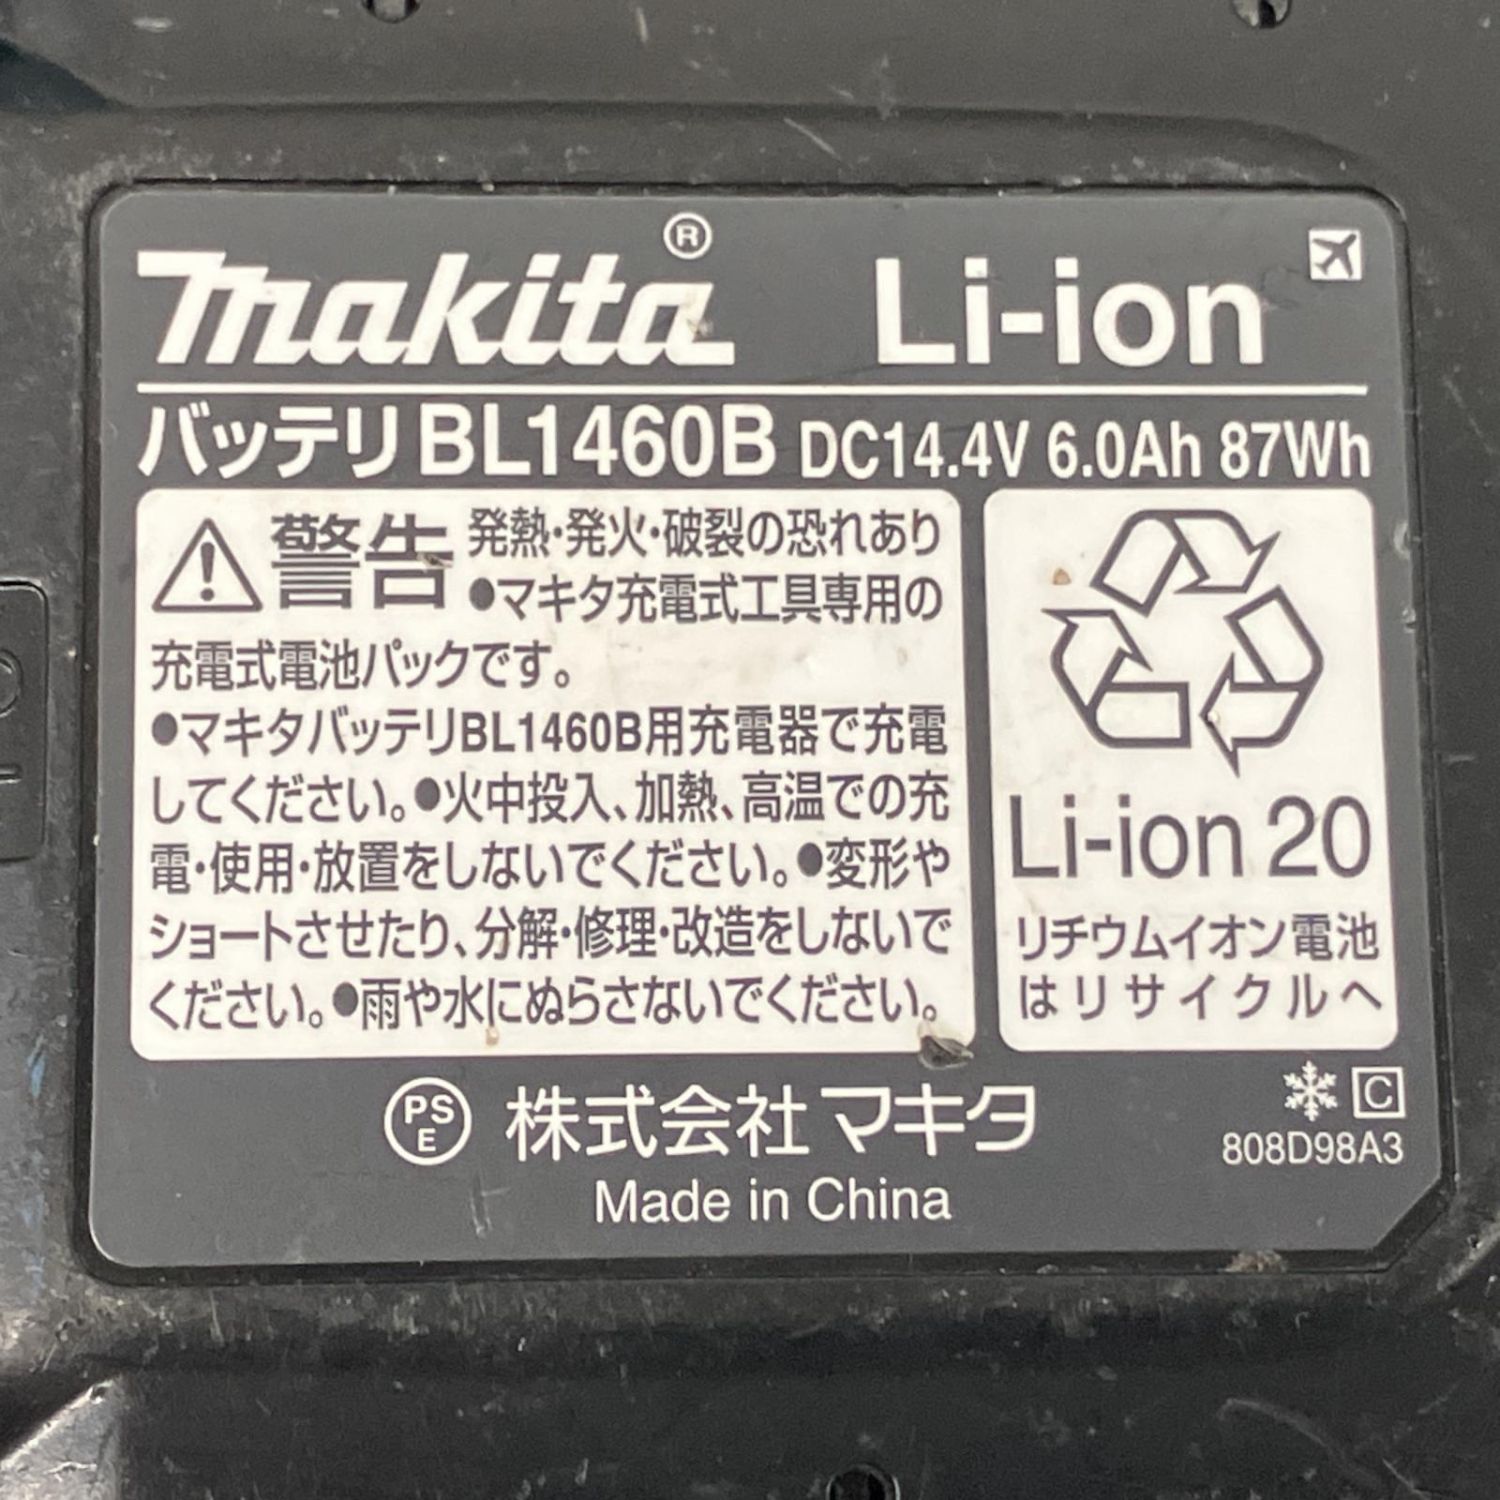 makita® Li-ion
バッテリ BL1460B DC14.4V 6.0Ah 87Wh
警告 発熱・発火・破裂の恐れあり
●マキタ充電式工具専用の
充電式電池パックです。
●マキタバッテリBL1460B用充電器で充電
してください。●火中投入、加熱、高温での充
電・使用・放置をしないでください。●変形や
ショートさせたり、分解・修理・改造をしないで
ください。●雨や水にぬらさないでください。
Li-ion 20
リチウムイオン電池
はリサイクルへ
PS
E
株式会社マキタ
C
808D98A3
Made in China